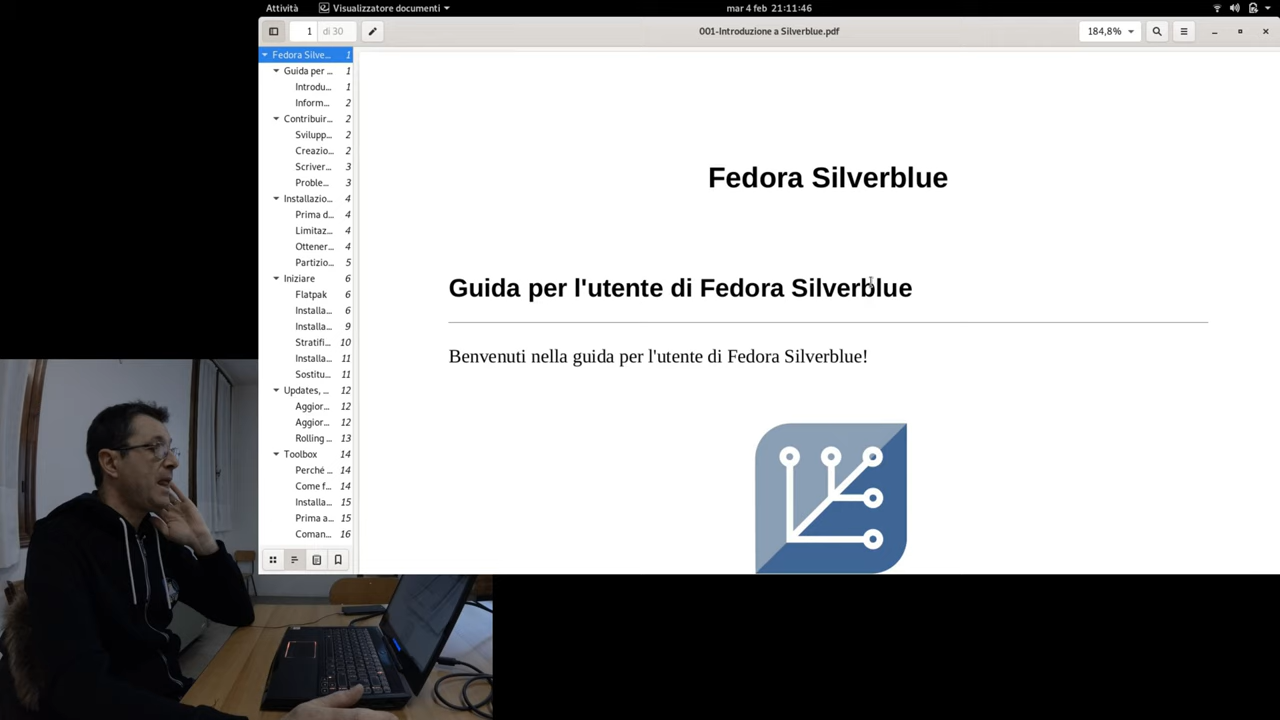 Attività
Visualizzatore documenti
mar 4 feb 21:11:46
1
di 30
001-Introduzione a Silverblue.pdf
184,8%
Fedora Silve... 1
Guida per ... 1
Introdu... 1
Inform... 2
Contribuir... 2
Svilupp... 2
Creazio... 2
Scriver... 3
Proble... 3
Installazio... 4
Prima d... 4
Limitaz... 4
Ottener... 4
Partizio... 5
Iniziare 6
Flatpak 6
Installa... 6
Installa... 9
Stratifi... 10
Installa... 11
Sostitu... 11
Updates, ... 12
Aggior... 12
Aggior... 12
Rolling ... 13
Toolbox 14
Perché ... 14
Come f... 14
Installa... 15
Prima a... 15
Coman... 16
Fedora Silverblue
Guida per l'utente di Fedora Silverblue
Benvenuti nella guida per l'utente di Fedora Silverblue!